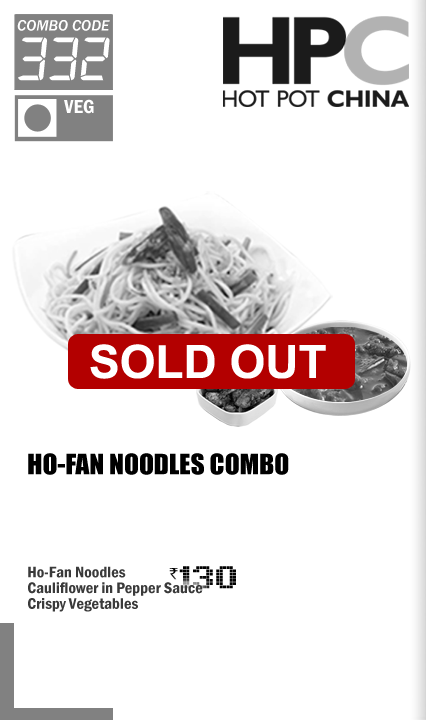 COMBO CODE
332
VEG
HPC
HOT POT CHINA
SOLD OUT
HO-FAN NOODLES COMBO
₹130
Ho-Fan Noodles
Cauliflower in Pepper Sauce
Crispy Vegetables